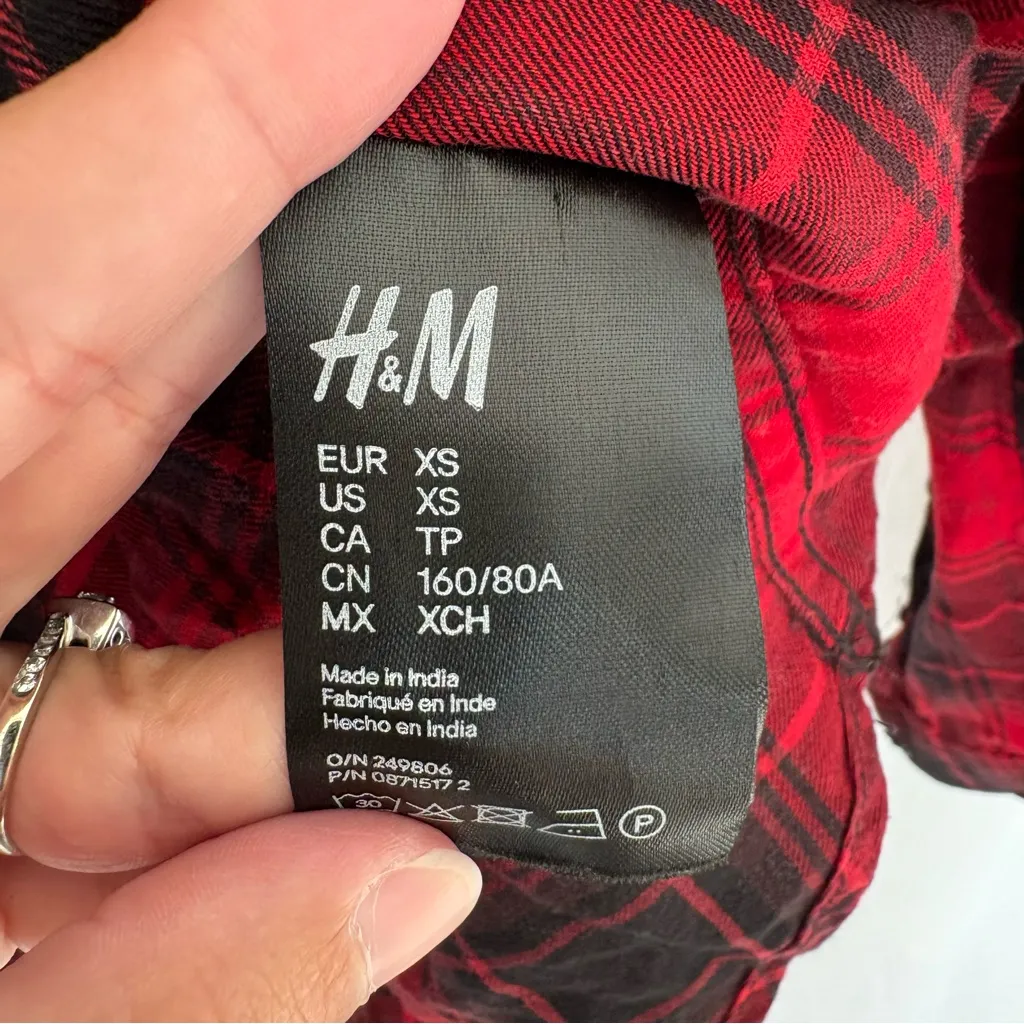 H&M
EUR XS
US XS
CA TP
CN 160/80A
MX XCH
Made in India
Fabriqué en Inde
Hecho en India
O/N 249806
P/N 0871517 2
30 P